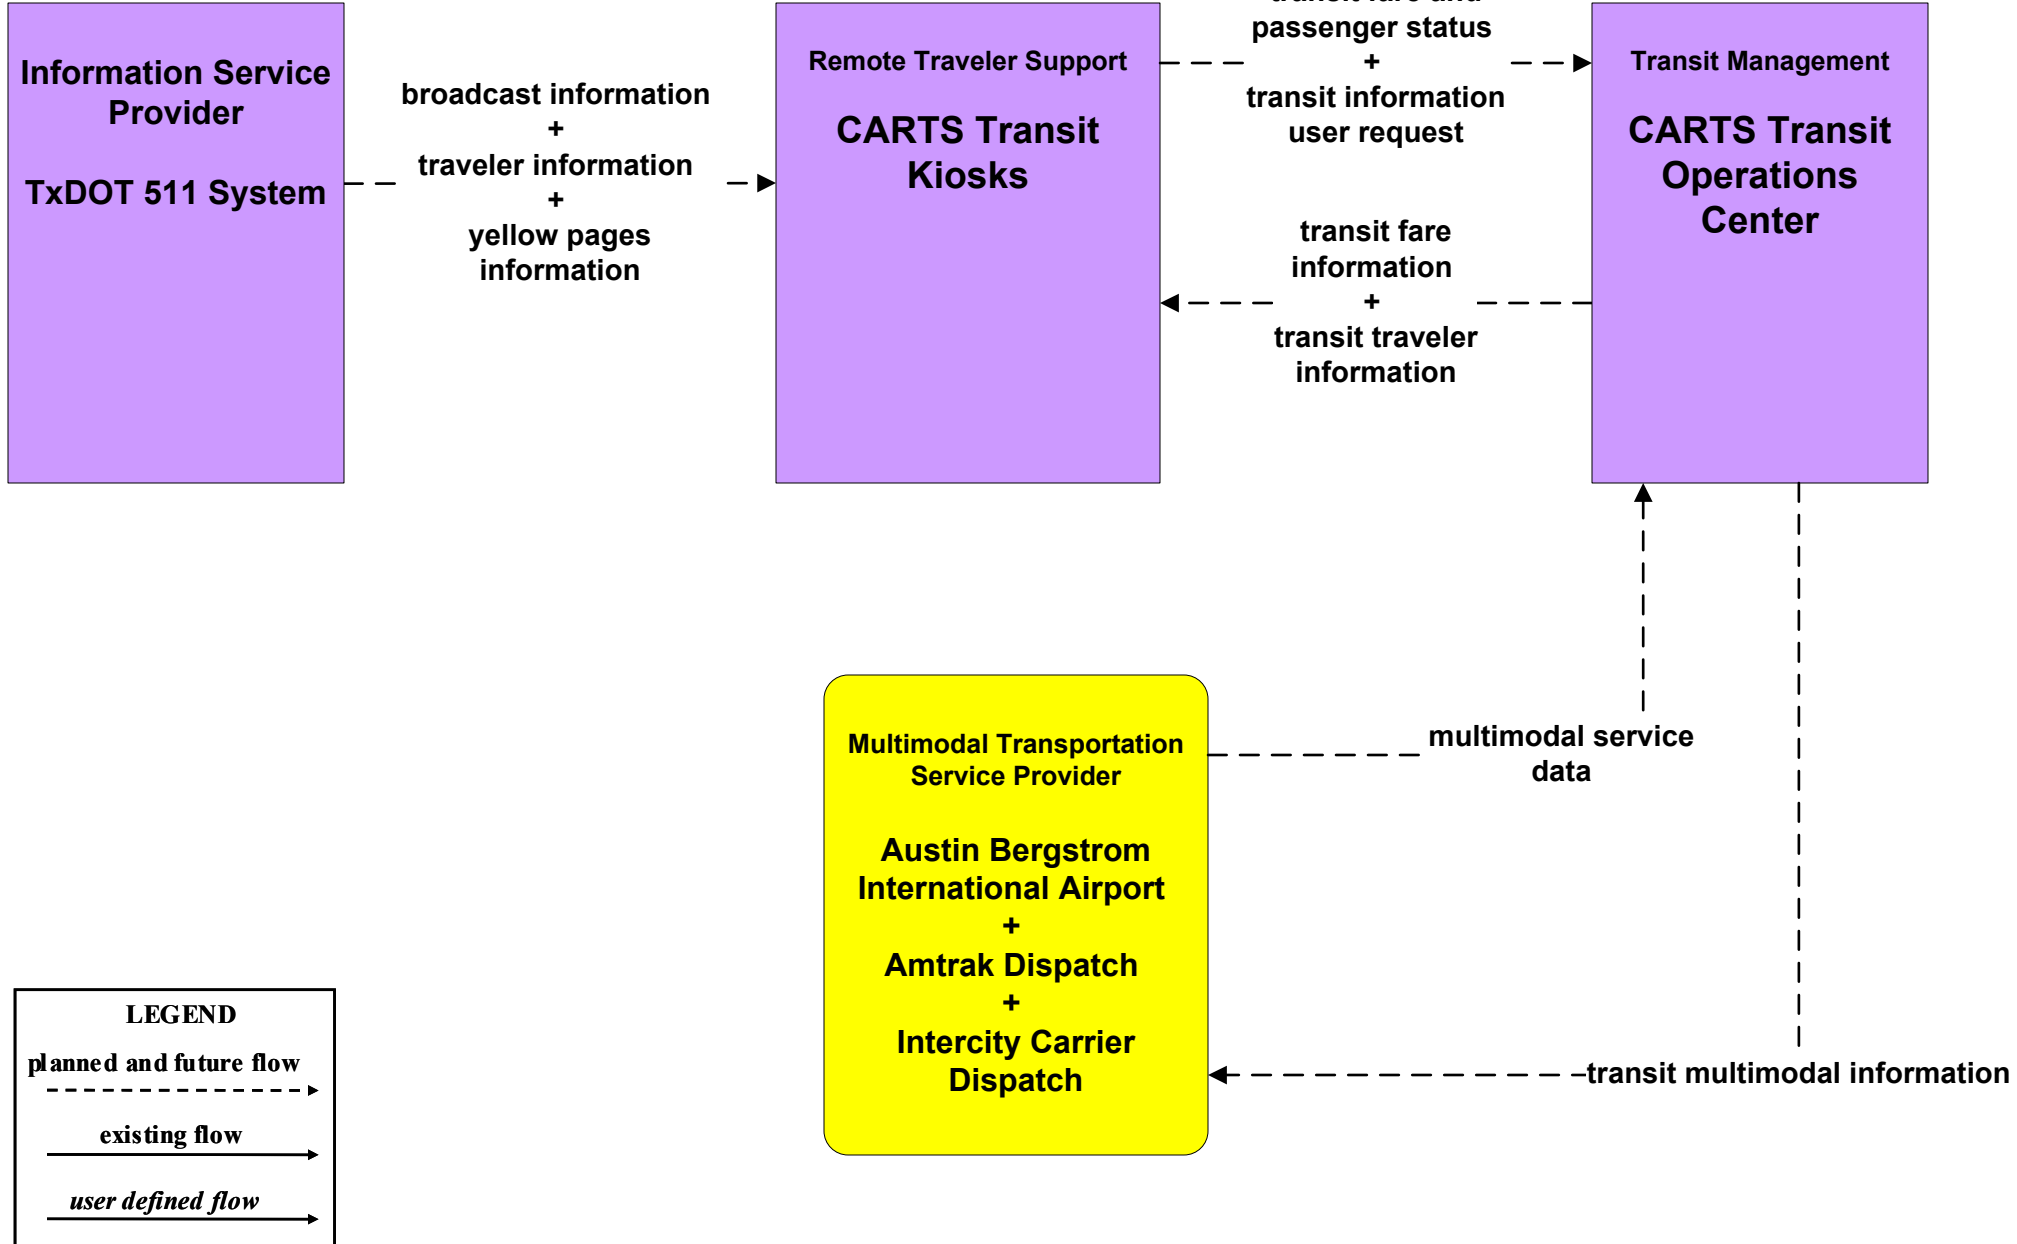 Information Service
Provider
TxDOT 511 System
broadcast information
+
traveler information
+
yellow pages
information
Remote Traveler Support
CARTS Transit
Kiosks
transit fare and
passenger status
+
transit information
user request
transit fare
information
+
transit traveler
information
Transit Management
CARTS Transit
Operations
Center
Multimodal Transportation
Service Provider
Austin Bergstrom
International Airport
+
Amtrak Dispatch
+
Intercity Carrier
Dispatch
multimodal service
data
transit multimodal information
LEGEND
planned and future flow
existing flow
user defined flow